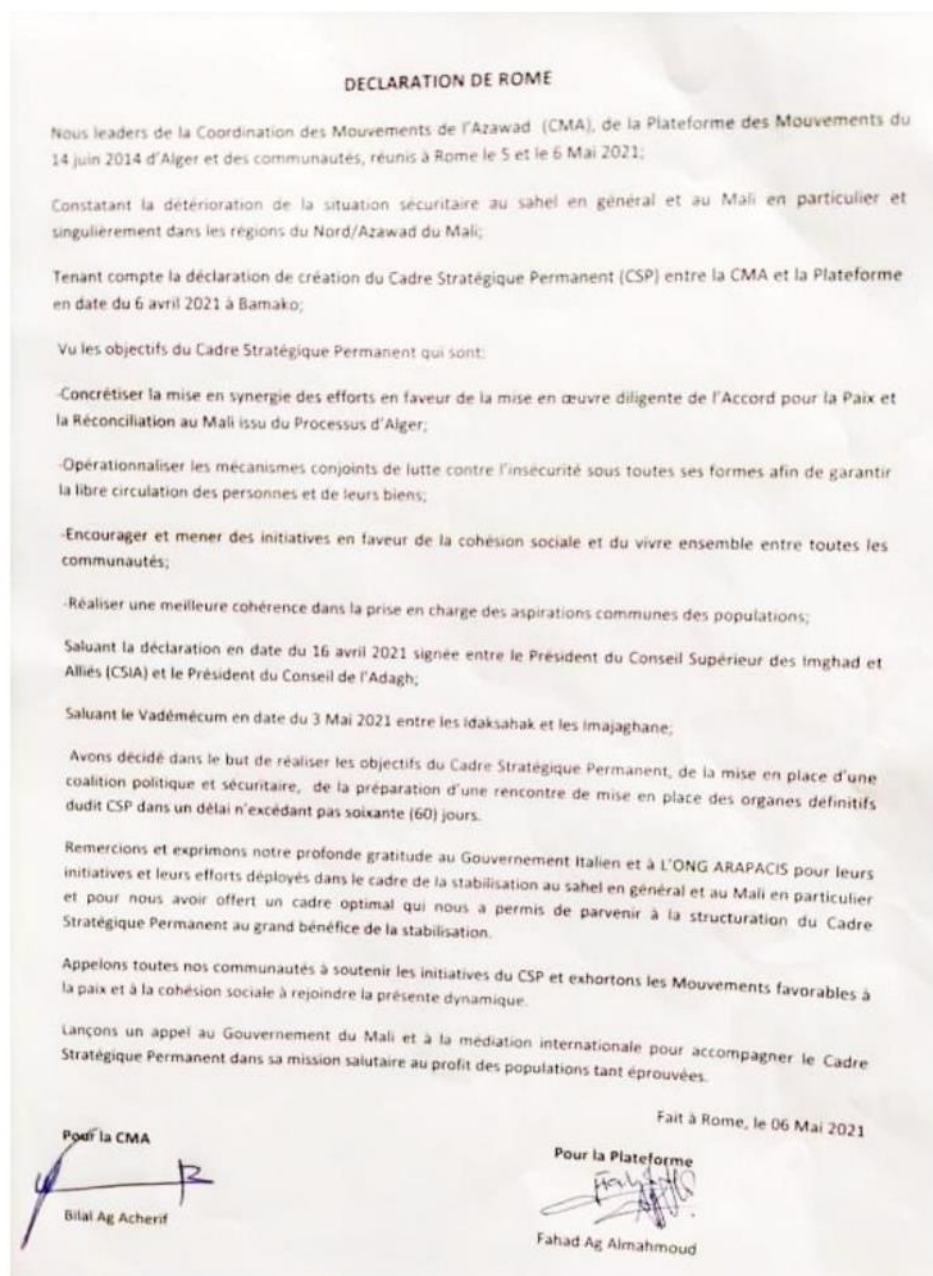 DECLARATION DE ROME
Nous leaders de la Coordination des Mouvements de l'Azawad (CMA), de la Plateforme des Mouvements du
14 juin 2014 d'Alger et des communautés, réunis à Rome le 5 et le 6 Mai 2021;
Constatant la détérioration de la situation sécuritaire au sahel en général et au Mali en particulier et
singulièrement dans les régions du Nord/Azawad du Mali;
Tenant compte la déclaration de création du Cadre Stratégique Permanent (CSP) entre la CMA et la Plateforme
en date du 6 avril 2021 à Bamako;
Vu les objectifs du Cadre Stratégique Permanent qui sont:
-Concrétiser la mise en synergie des efforts en faveur de la mise en œuvre diligente de l'Accord pour la Paix et
la Réconciliation au Mali issu du Processus d'Alger;
-Opérationnaliser les mécanismes conjoints de lutte contre l'insécurité sous toutes ses formes afin de garantir
la libre circulation des personnes et de leurs biens;
-Encourager et mener des initiatives en faveur de la cohésion sociale et du vivre ensemble entre toutes les
communautés;
-Réaliser une meilleure cohérence dans la prise en charge des aspirations communes des populations;
Saluant la déclaration en date du 16 avril 2021 signée entre le Président du Conseil Supérieur des Imghad et
Alliés (CSIA) et le Président du Conseil de l'Adagh;
Saluant le Vadémécum en date du 3 Mai 2021 entre les Idaksahak et les Imajaghane;
Avons décidé dans le but de réaliser les objectifs du Cadre Stratégique Permanent, de la mise en place d'une
coalition politique et sécuritaire, de la préparation d'une rencontre de mise en place des organes définitifs
dudit CSP dans un délai n'excédant pas soixante (60) jours.
Remercions et exprimons notre profonde gratitude au Gouvernement Italien et à L'ONG ARAPACIS pour leurs
initiatives et leurs efforts déployés dans le cadre de la stabilisation au sahel en général et au Mali en particulier
et pour nous avoir offert un cadre optimal qui nous a permis de parvenir à la structuration du Cadre
Stratégique Permanent au grand bénéfice de la stabilisation.
Appelons toutes nos communautés à soutenir les initiatives du CSP et exhortons les Mouvements favorables à
la paix et à la cohésion sociale à rejoindre la présente dynamique.
Lançons un appel au Gouvernement du Mali et à la médiation internationale pour accompagner le Cadre
Stratégique Permanent dans sa mission salutaire au profit des populations tant éprouvées.
Fait à Rome, le 06 Mai 2021
Pour la CMA
Pour la Plateforme
Bilal Ag Acherif
Fahad Ag Almahmoud